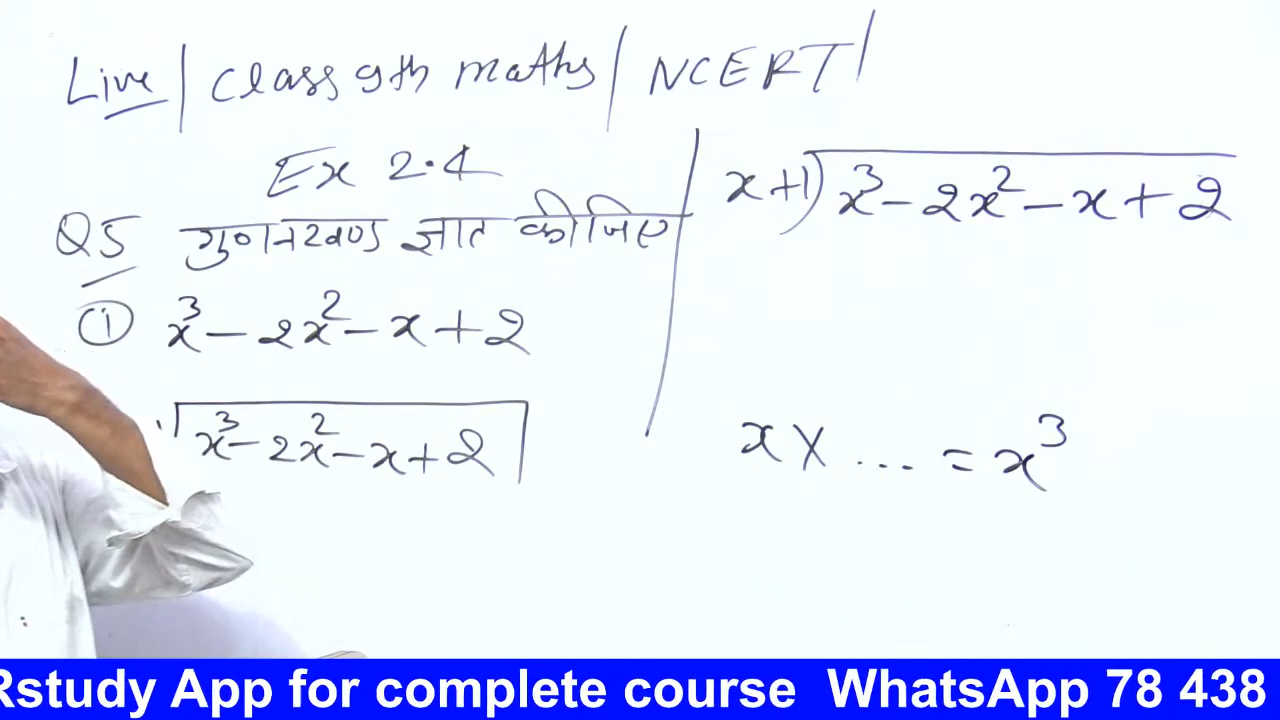 Live / Class 9th maths / NCERT /
Ex 2.4
Q5 गुणनखण्ड ज्ञात कीजिए
① x³ - 2x² - x + 2
x³ - 2x² - x + 2
x+1) x³ - 2x² - x + 2
x × ... = x³
Rstudy App for complete course WhatsApp 78 438